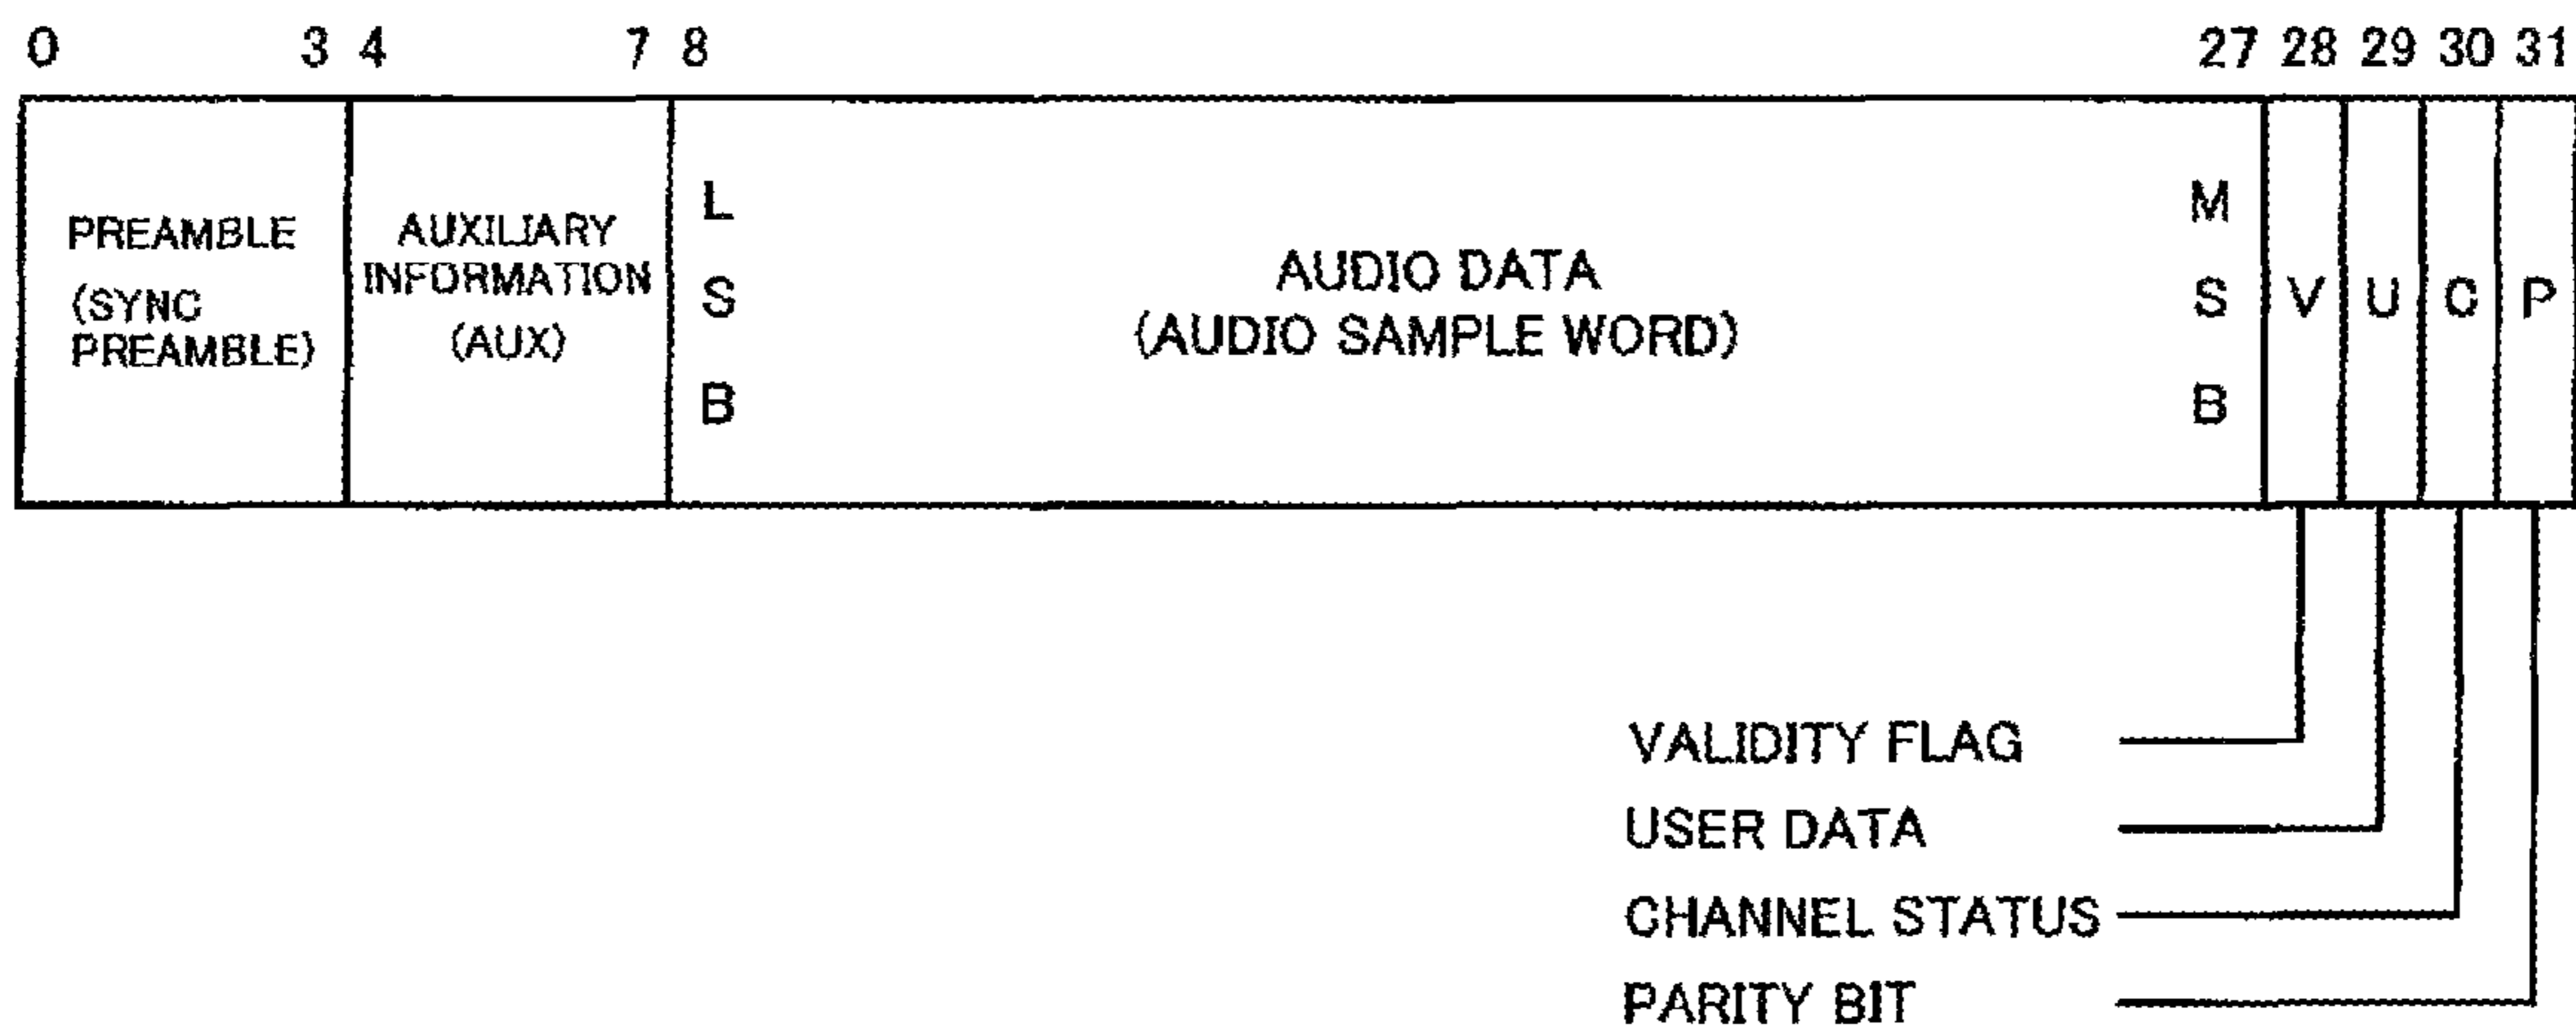 0 3 4 7 8 27 28 29 30 31
PREAMBLE
(SYNC
PREAMBLE)
AUXILIARY
INFORMATION
(AUX)
L
S
B
AUDIO DATA
(AUDIO SAMPLE WORD)
M
S
B
V U C P
VALIDITY FLAG
USER DATA
CHANNEL STATUS
PARITY BIT